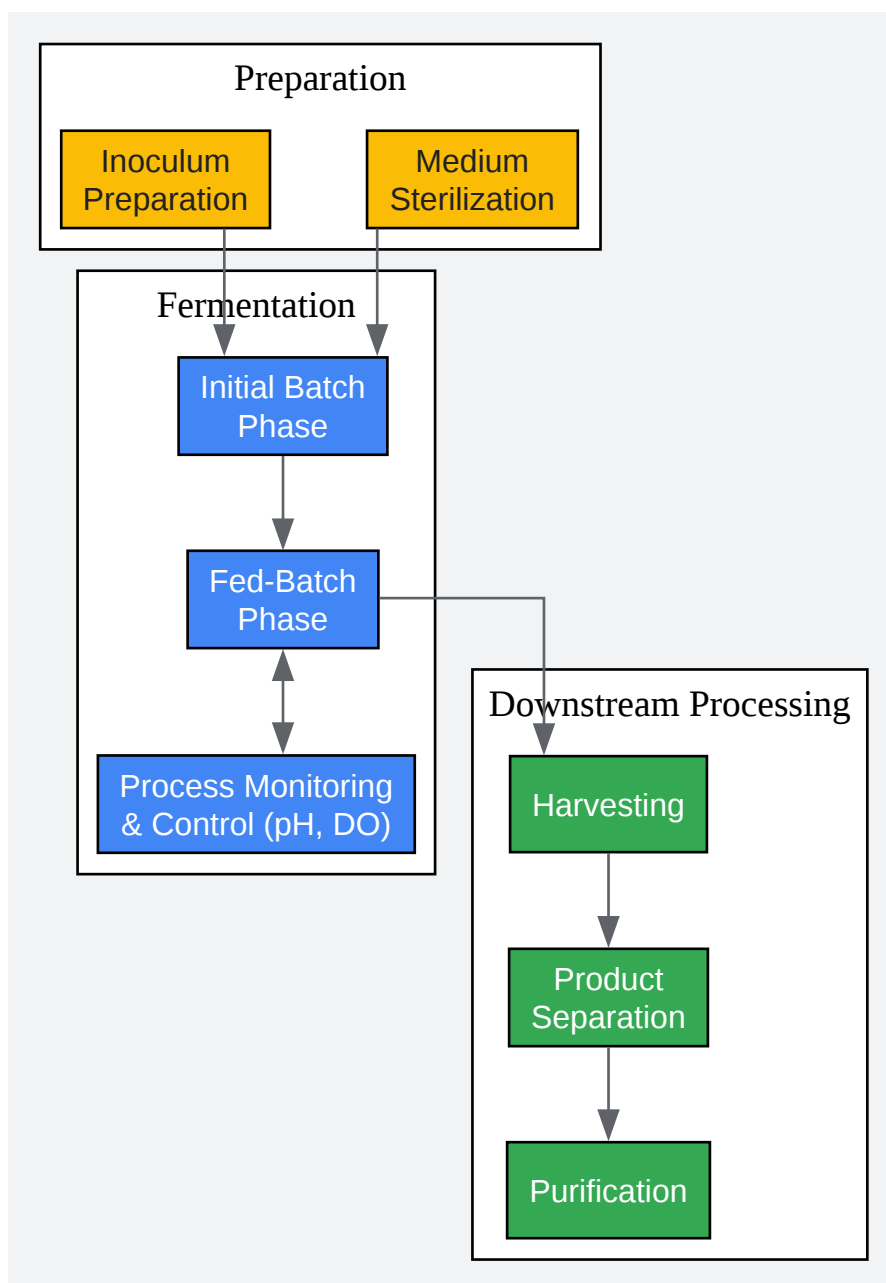 Preparation
Inoculum
Preparation
Medium
Sterilization
Fermentation
Initial Batch
Phase
Fed-Batch
Phase
Process Monitoring
& Control (pH, DO)
Downstream Processing
Harvesting
Product
Separation
Purification